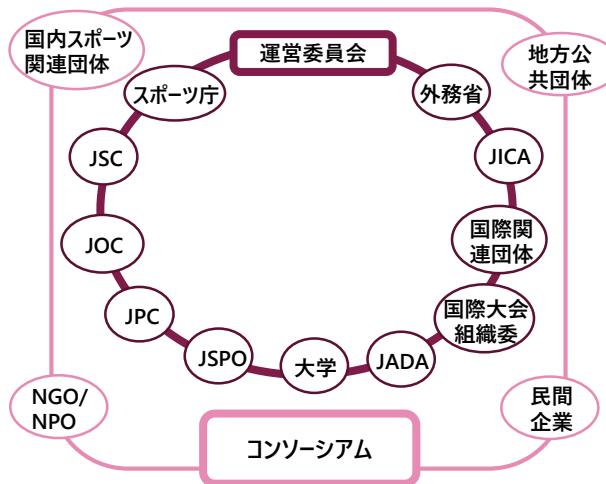 国内スポーツ
関連団体
運営委員会
地方公
共団体
スポーツ庁
外務省
JSC
JICA
JOC
国際関
連団体
JPC
国際大会
組織委
JSPO
大学
JADA
NGO/
NPO
民間
企業
コンソーシアム